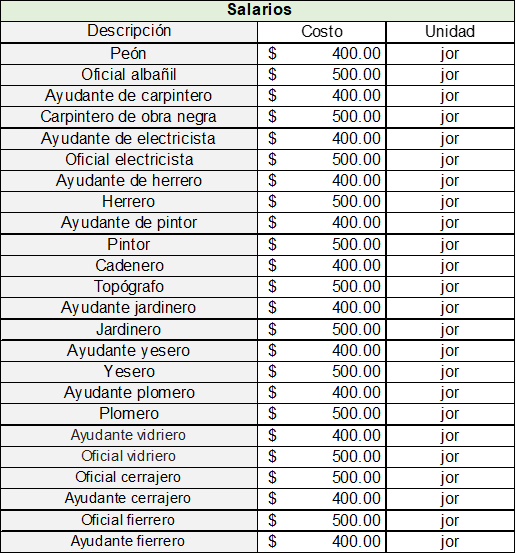 Salarios
Descripción Costo Unidad
Peón $ 400.00 jor
Oficial albañil $ 500.00 jor
Ayudante de carpintero $ 400.00 jor
Carpintero de obra negra $ 500.00 jor
Ayudante de electricista $ 400.00 jor
Oficial electricista $ 500.00 jor
Ayudante de herrero $ 400.00 jor
Herrero $ 500.00 jor
Ayudante de pintor $ 400.00 jor
Pintor $ 500.00 jor
Cadenero $ 400.00 jor
Topógrafo $ 500.00 jor
Ayudante jardinero $ 400.00 jor
Jardinero $ 500.00 jor
Ayudante yesero $ 400.00 jor
Yesero $ 500.00 jor
Ayudante plomero $ 400.00 jor
Plomero $ 500.00 jor
Ayudante vidriero $ 400.00 jor
Oficial vidriero $ 500.00 jor
Oficial cerrajero $ 500.00 jor
Ayudante cerrajero $ 400.00 jor
Oficial fierrero $ 500.00 jor
Ayudante fierrero $ 400.00 jor